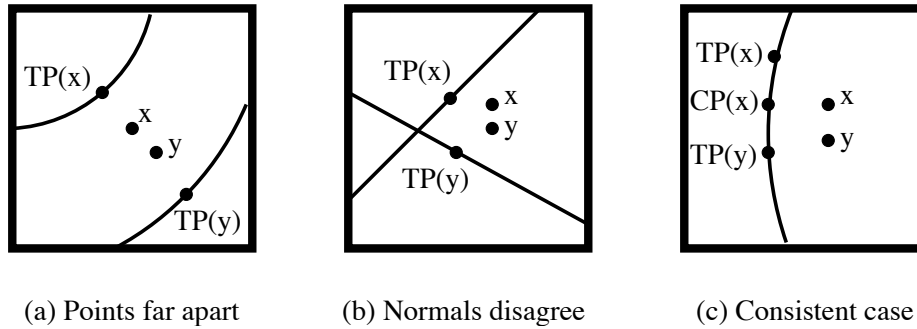 TP(x)
x
y
TP(y)
(a) Points far apart
TP(x)
x
y
TP(y)
(b) Normals disagree
TP(x)
CP(x)
x
TP(y)
y
(c) Consistent case